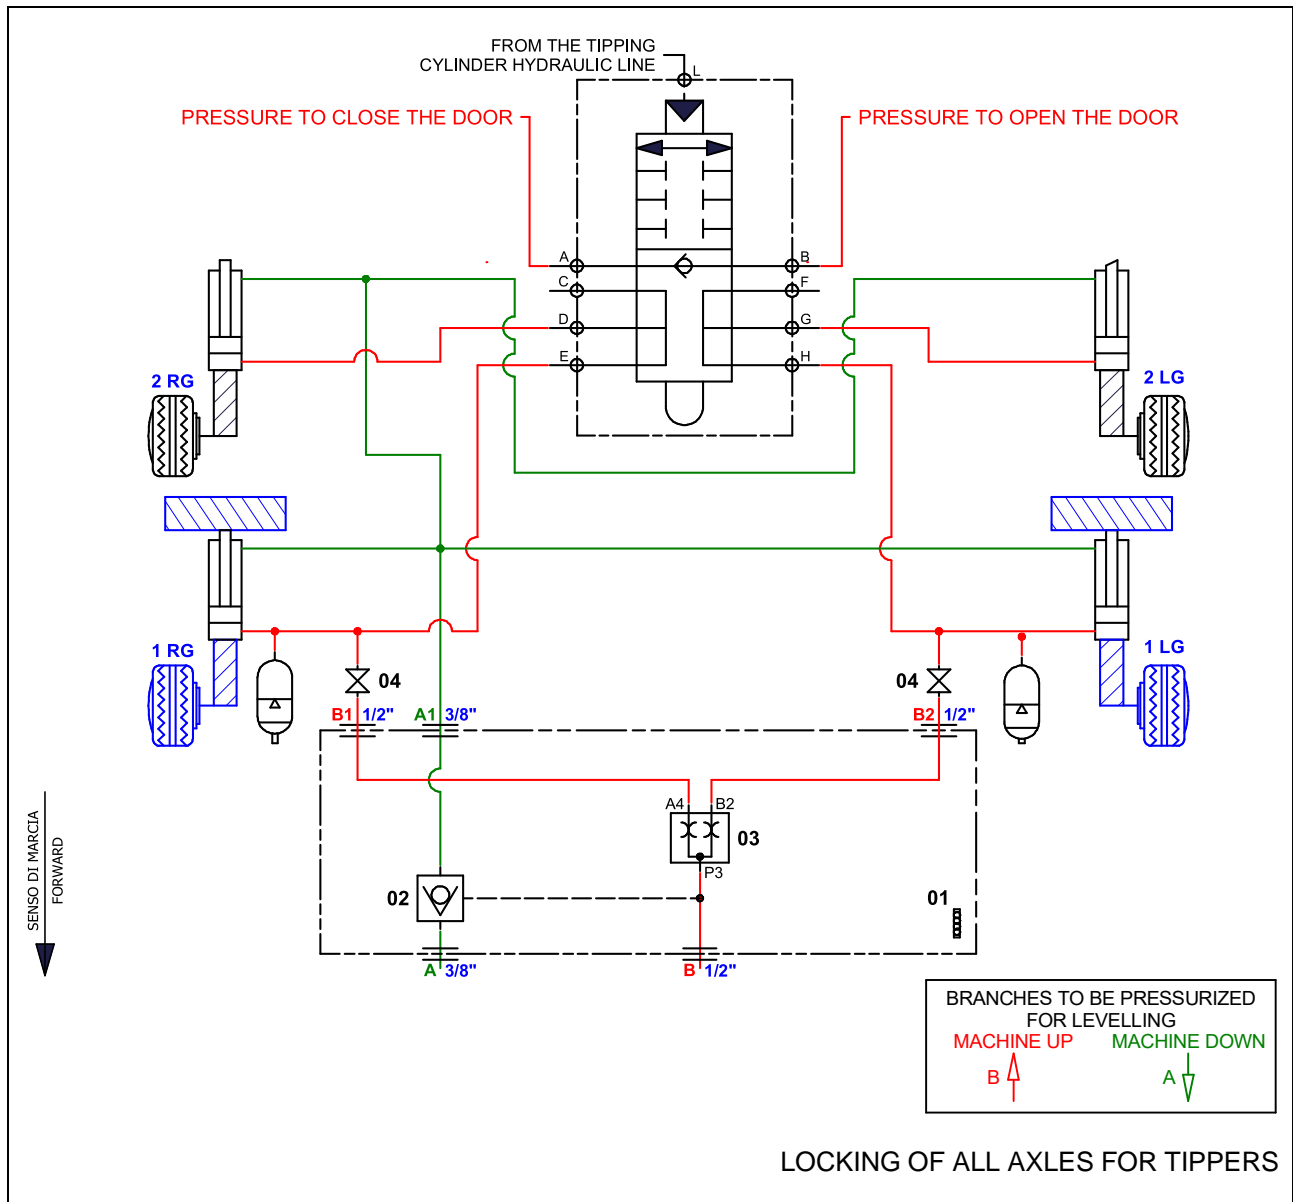 FROM THE TIPPING
CYLINDER HYDRAULIC LINE
L
PRESSURE TO CLOSE THE DOOR
PRESSURE TO OPEN THE DOOR
A
B
C
F
D
G
E
H
2 RG
2 LG
1 RG
1 LG
04
04
B1 1/2"
A1 3/8"
B2 1/2"
A4
B2
03
P3
02
01
A 3/8"
B 1/2"
SENSO DI MARCIA
FORWARD
BRANCHES TO BE PRESSURIZED
FOR LEVELLING
MACHINE UP
MACHINE DOWN
B
A
LOCKING OF ALL AXLES FOR TIPPERS